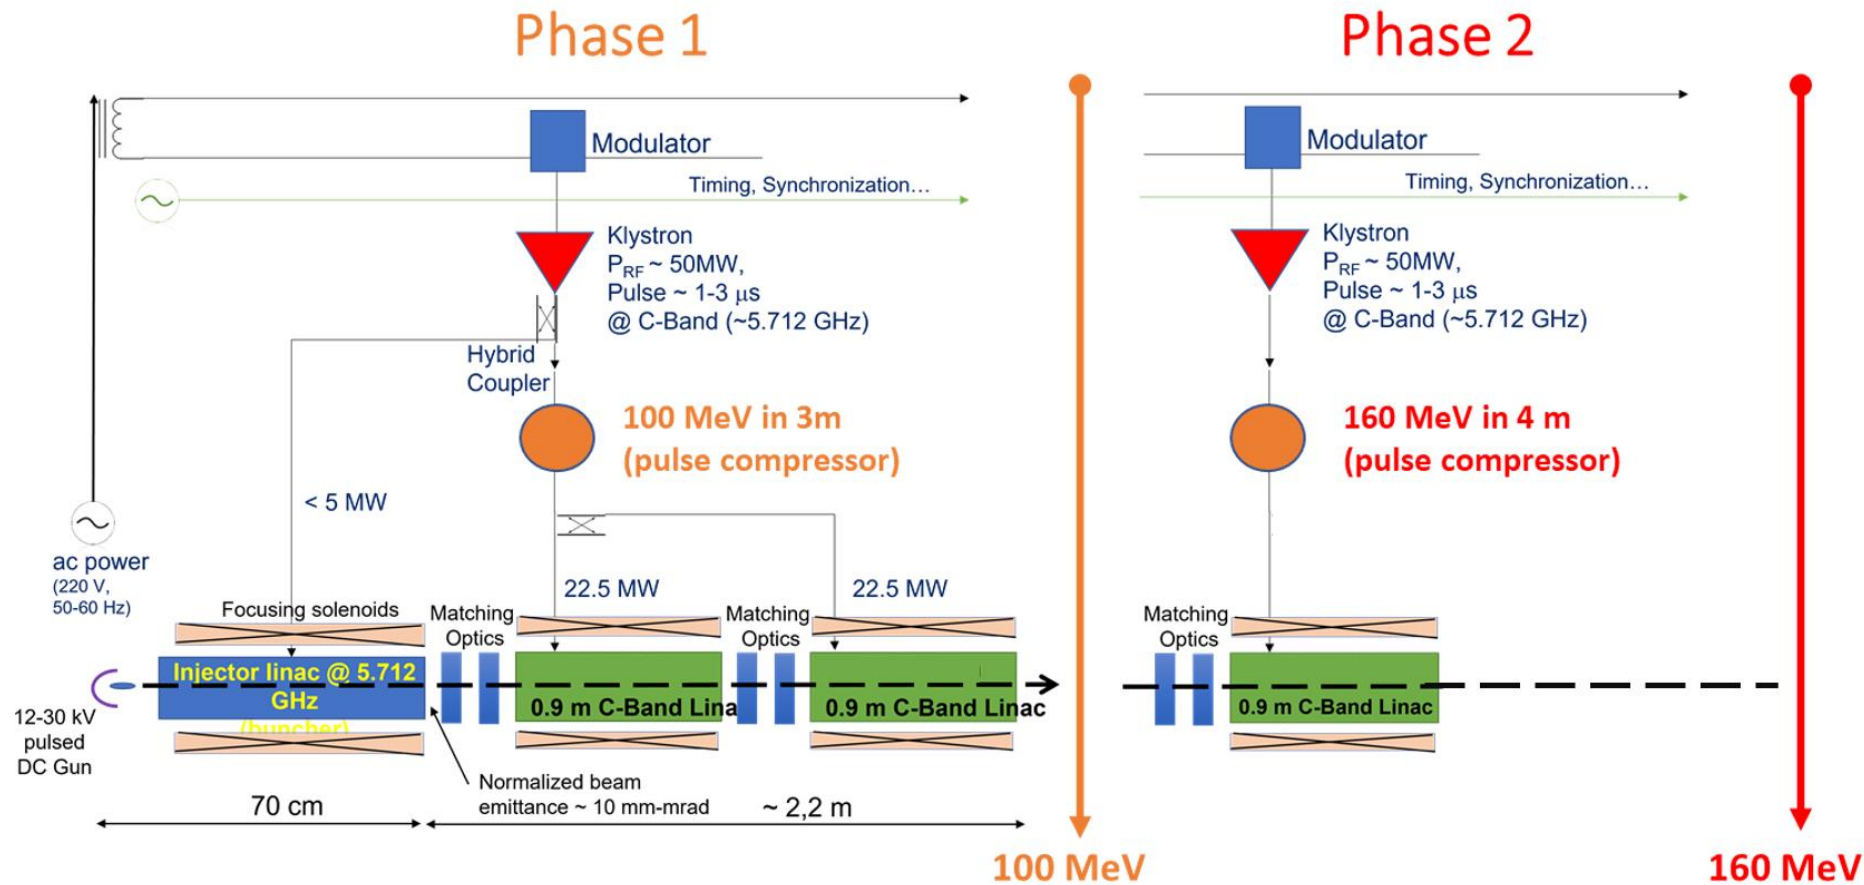 Phase 1
Modulator
Timing, Synchronization…
Klystron
PRF ~ 50MW,
Pulse ~ 1-3 μs
@ C-Band (~5.712 GHz)
Hybrid
Coupler
100 MeV in 3m
(pulse compressor)
< 5 MW
ac power
(220 V,
50-60 Hz)
22.5 MW
22.5 MW
Focusing solenoids
Matching
Optics
Matching
Optics
Injector linac @ 5.712
GHz
(buncher)
0.9 m C-Band Lina
0.9 m C-Band Linac
12-30 kV
pulsed
DC Gun
Normalized beam
emittance ~ 10 mm-mrad
70 cm
~ 2,2 m
100 MeV
Phase 2
Modulator
Timing, Synchronization…
Klystron
PRF ~ 50MW,
Pulse ~ 1-3 μs
@ C-Band (~5.712 GHz)
160 MeV in 4 m
(pulse compressor)
Matching
Optics
0.9 m C-Band Linac
160 MeV